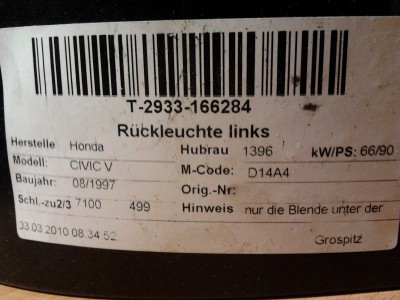 T-2933-166284
Rückleuchte links
Herstelle Honda Hubrau 1396 kW/PS: 66/90
Modell: CIVIC V M-Code: D14A4
Baujahr: 08/1997 Orig.-Nr:
Schl.-zu2/3 7100 499 Hinweis nur die Blende unter der
03.03.2010 08:34:52 Grospitz